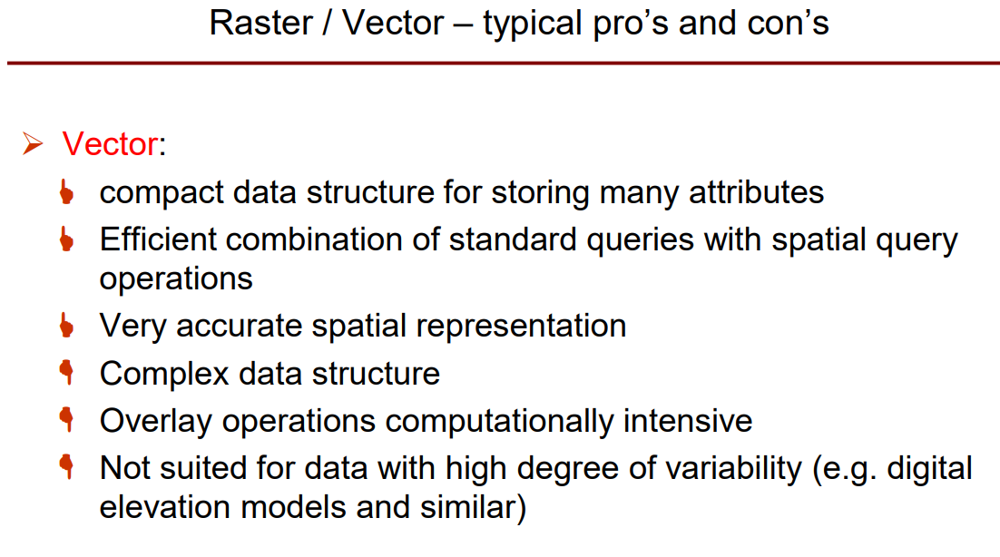 Raster / Vector – typical pro’s and con’s
Vector:
compact data structure for storing many attributes
Efficient combination of standard queries with spatial query
operations
Very accurate spatial representation
Complex data structure
Overlay operations computationally intensive
Not suited for data with high degree of variability (e.g. digital
elevation models and similar)